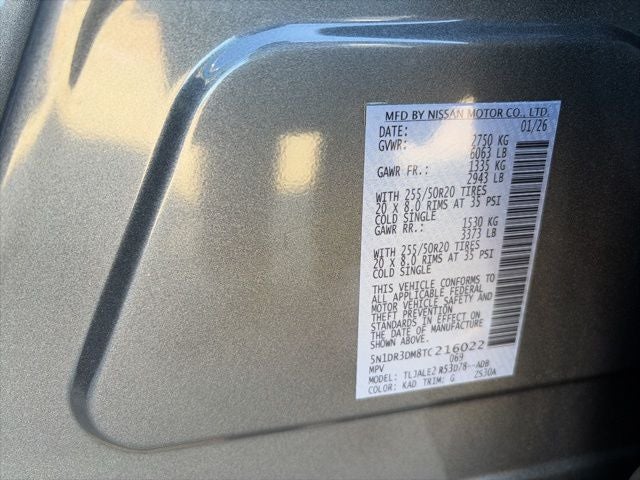 MFD BY NISSAN MOTOR CO., LTD.
DATE: 01/26
GVWR: 2750 KG
6063 LB
GAWR FR.: 1335 KG
2943 LB
WITH 255/50R20 TIRES
20 X 8.0 RIMS AT 35 PSI
COLD SINGLE
GAWR RR.: 1530 KG
3373 LB
WITH 255/50R20 TIRES
20 X 8.0 RIMS AT 35 PSI
COLD SINGLE
THIS VEHICLE CONFORMS TO
ALL APPLICABLE FEDERAL
MOTOR VEHICLE SAFETY AND
THEFT PREVENTION
STANDARDS IN EFFECT ON
THE DATE OF MANUFACTURE
SHOWN ABOVE.
5N1DR3DM8TC216022
MPV 069
MODEL: TLJALE2 R53D78--ADB
COLOR: KAD TRIM: G 2S30A